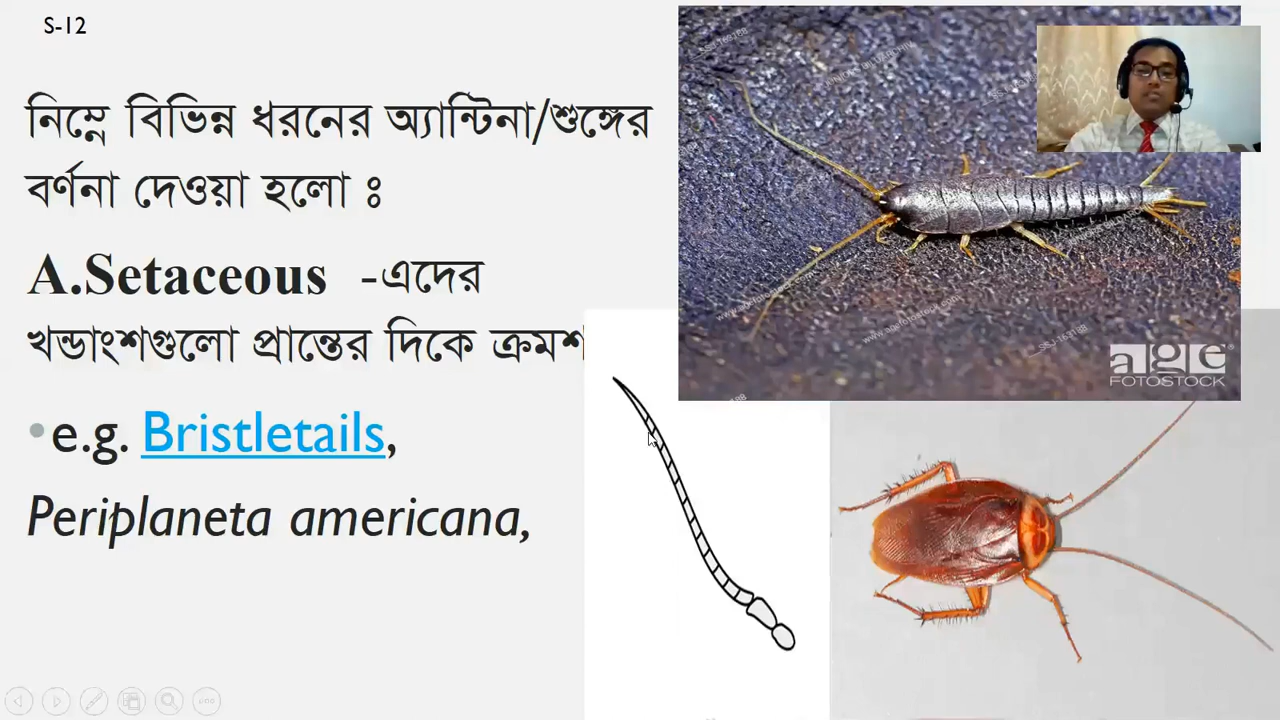 S-12
নিম্নে বিভিন্ন ধরনের অ্যান্টিনা/শুঙ্গের
বর্ণনা দেওয়া হলো ঃ
A.Setaceous -এদের
খন্ডাংশগুলো প্রান্তের দিকে ক্রমশ
• e.g. Bristletails,
Periplaneta americana,
age
FOTOSTOCK